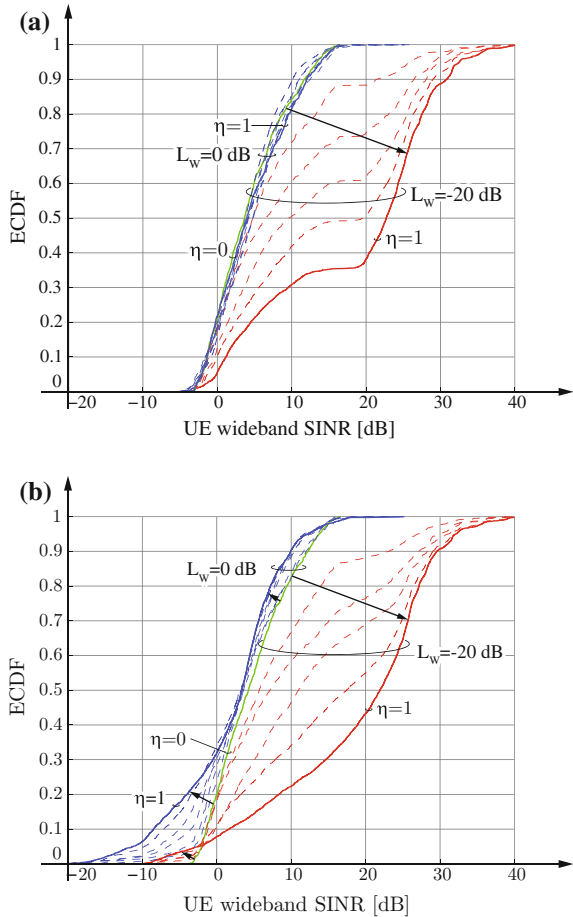 (a)
1
0.9
0.8
η=1
0.7
L_w=0 dB
0.6
L_w=-20 dB
0.5
ECDF
0.4
η=0
η=1
0.3
0.2
0.1
0
−20
−10
0
10
20
30
40
UE wideband SINR [dB]
(b)
1
0.9
L_w=0 dB
0.8
0.7
0.6
L_w=-20 dB
0.5
ECDF
0.4
η=1
η=0
0.3
0.2
η=1
0.1
0
−20
−10
0
10
20
30
40
UE wideband SINR [dB]